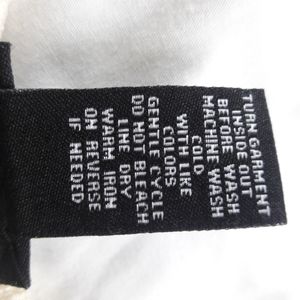 TURN GARMENT
INSIDE OUT
BEFORE WASH
MACHINE WASH
COLD
WITH LIKE
COLORS
GENTLE CYCLE
DO NOT BLEACH
LINE DRY
WARM IRON
ON REVERSE
IF NEEDED